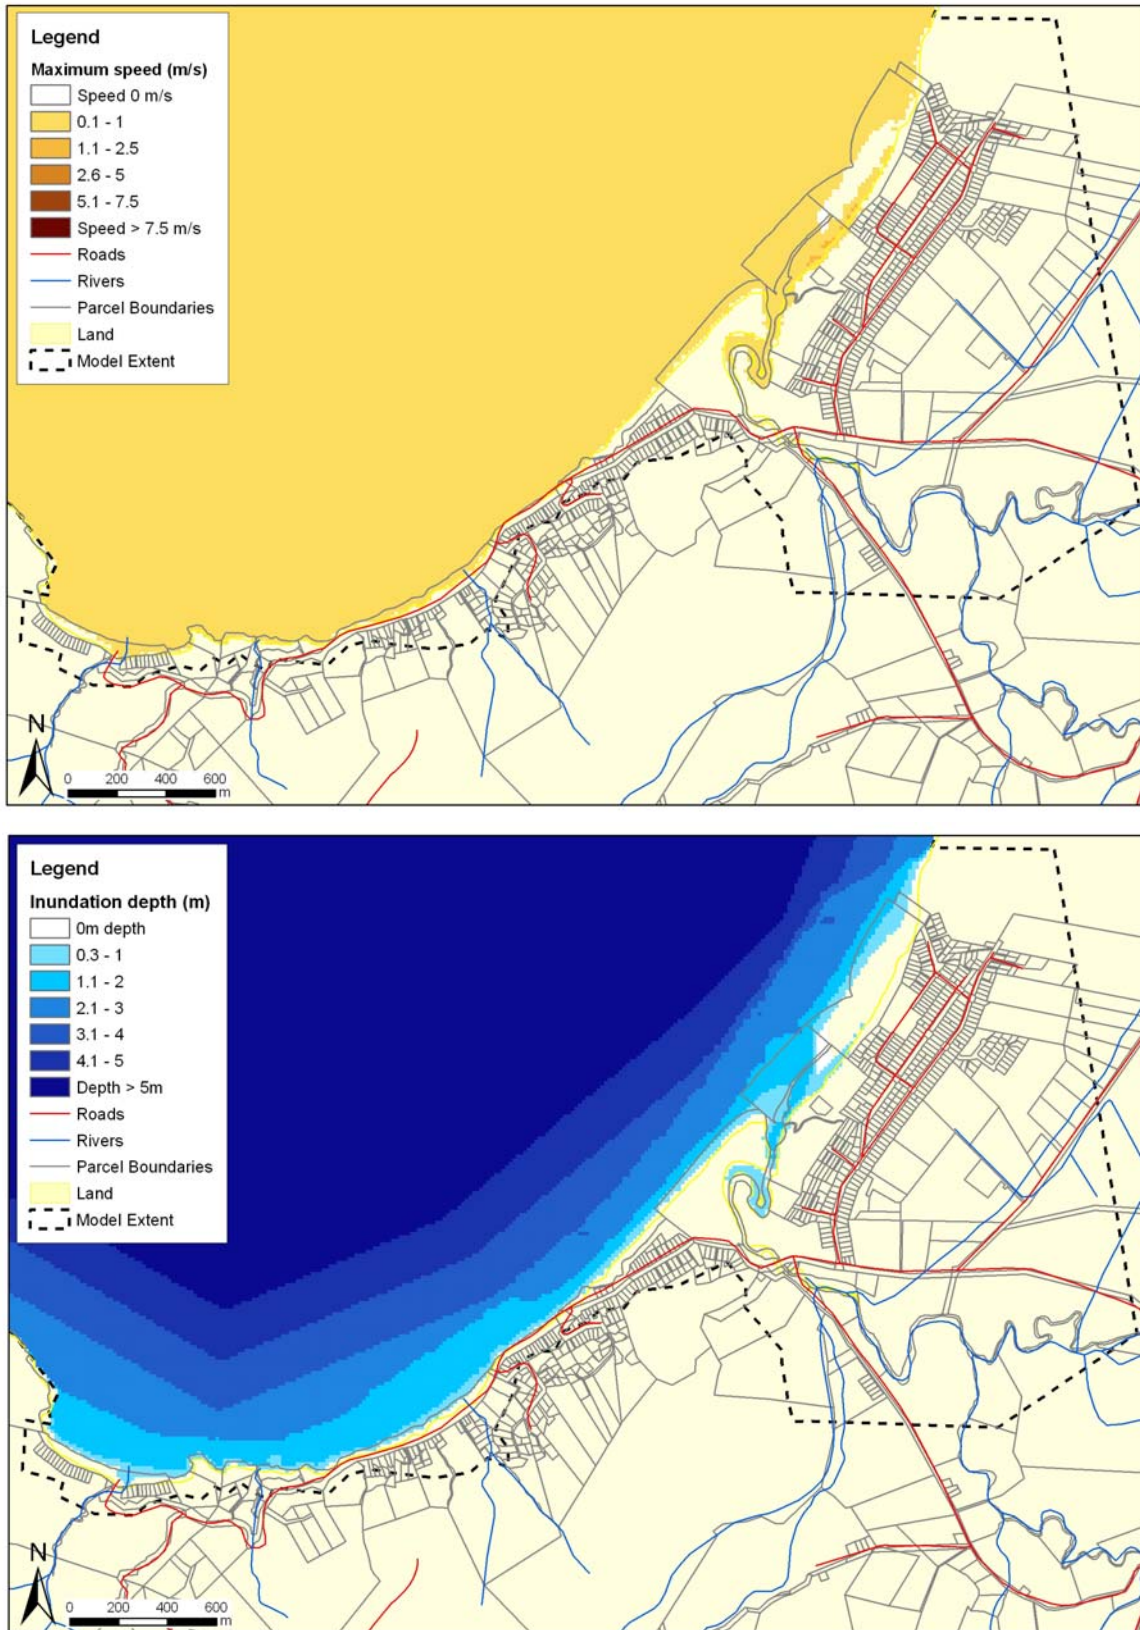 Legend
Maximum speed (m/s)
Speed 0 m/s
0.1 - 1
1.1 - 2.5
2.6 - 5
5.1 - 7.5
Speed > 7.5 m/s
Roads
Rivers
Parcel Boundaries
Land
Model Extent
N
0 200 400 600
m
Legend
Inundation depth (m)
0m depth
0.3 - 1
1.1 - 2
2.1 - 3
3.1 - 4
4.1 - 5
Depth > 5m
Roads
Rivers
Parcel Boundaries
Land
Model Extent
N
0 200 400 600
m